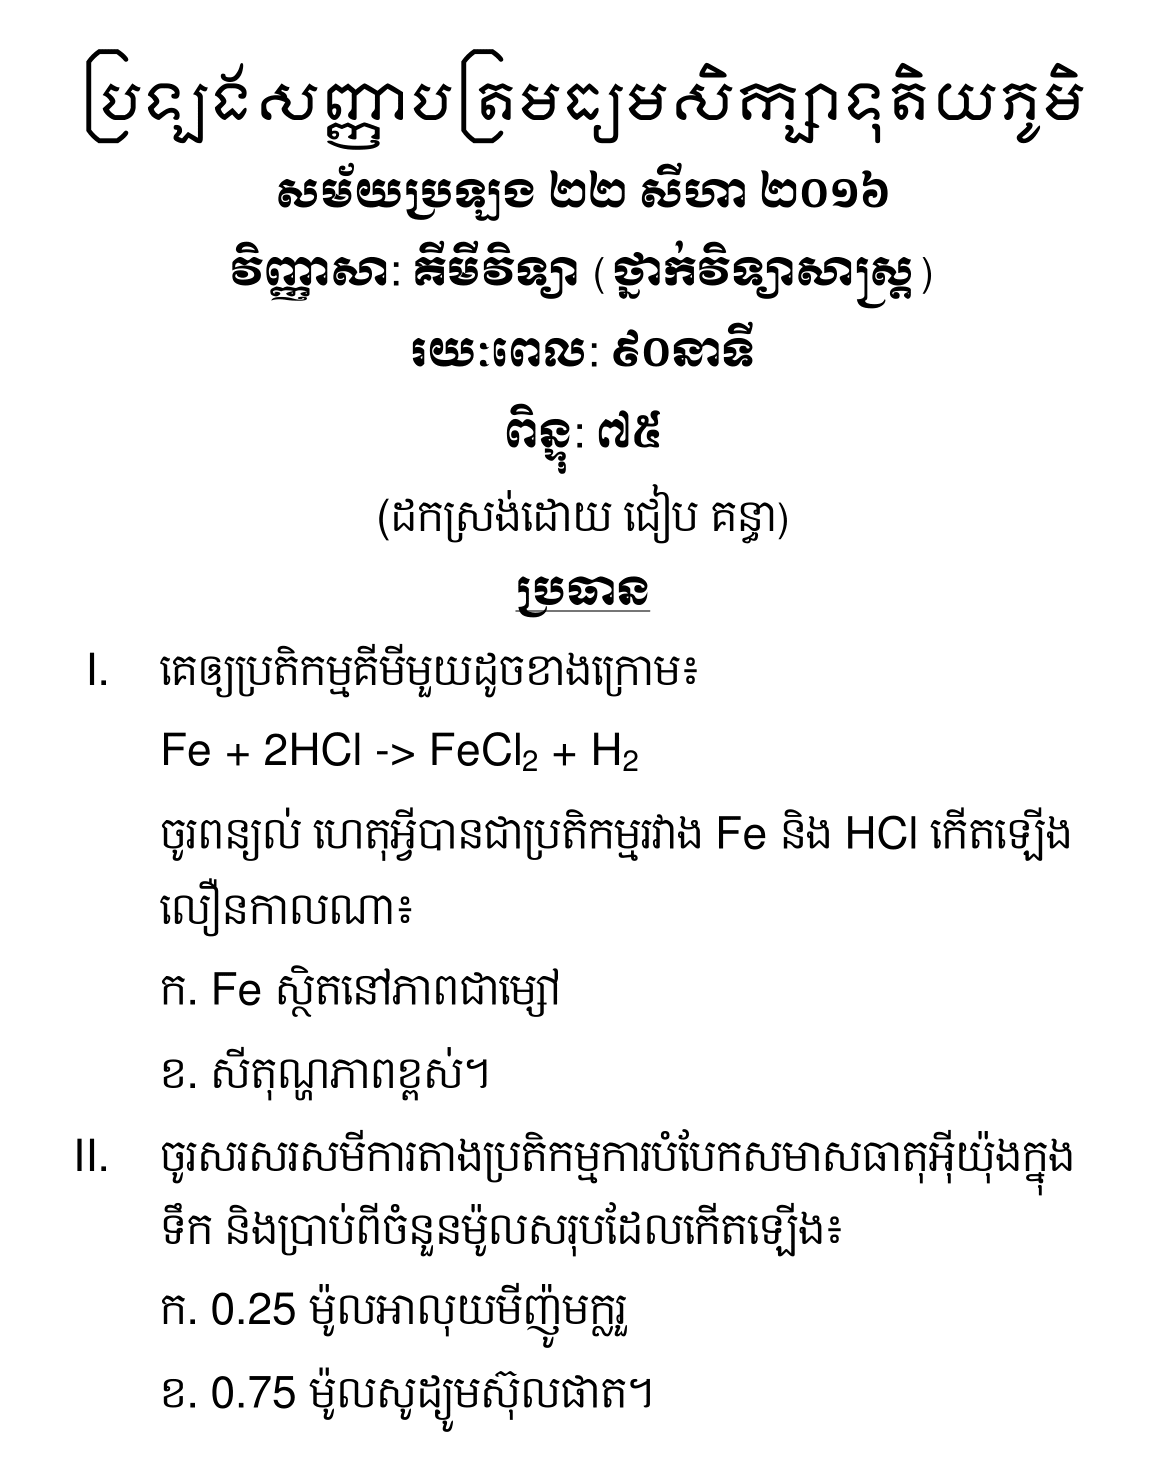 ប្រឡងសញ្ញាបត្រមធ្យមសិក្សាទុតិយភូមិ
សម័យប្រឡង ២២ សីហា ២០១៦
វិញ្ញាសា: គីមីវិទ្យា (ថ្នាក់វិទ្យាសាស្ត្រ)
រយៈពេល: ៩០នាទី
ពិន្ទុ: ៧៥
(ដកស្រង់ដោយ ជៀប គន្ធា)
ប្រធាន
I. គេឲ្យប្រតិកម្មគីមីមួយដូចខាងក្រោម៖
Fe + 2HCl -> FeCl₂ + H₂
ចូរពន្យល់ ហេតុអ្វីបានជាប្រតិកម្មរវាង Fe និង HCl កើតឡើង
លឿនកាលណា៖
ក. Fe ស្ថិតនៅភាពជាម្សៅ
ខ. សីតុណ្ហភាពខ្ពស់។
II. ចូរសរសរសមីការតាងប្រតិកម្មការបំបែកសមាសធាតុអ៊ីយ៉ុងក្នុង
ទឹក និងប្រាប់ពីចំនួនម៉ូលសរុបដែលកើតឡើង៖
ក. 0.25 ម៉ូលអាលុយមីញ៉ូមក្លរួ
ខ. 0.75 ម៉ូលសូដ្យូមស៊ុលផាត។